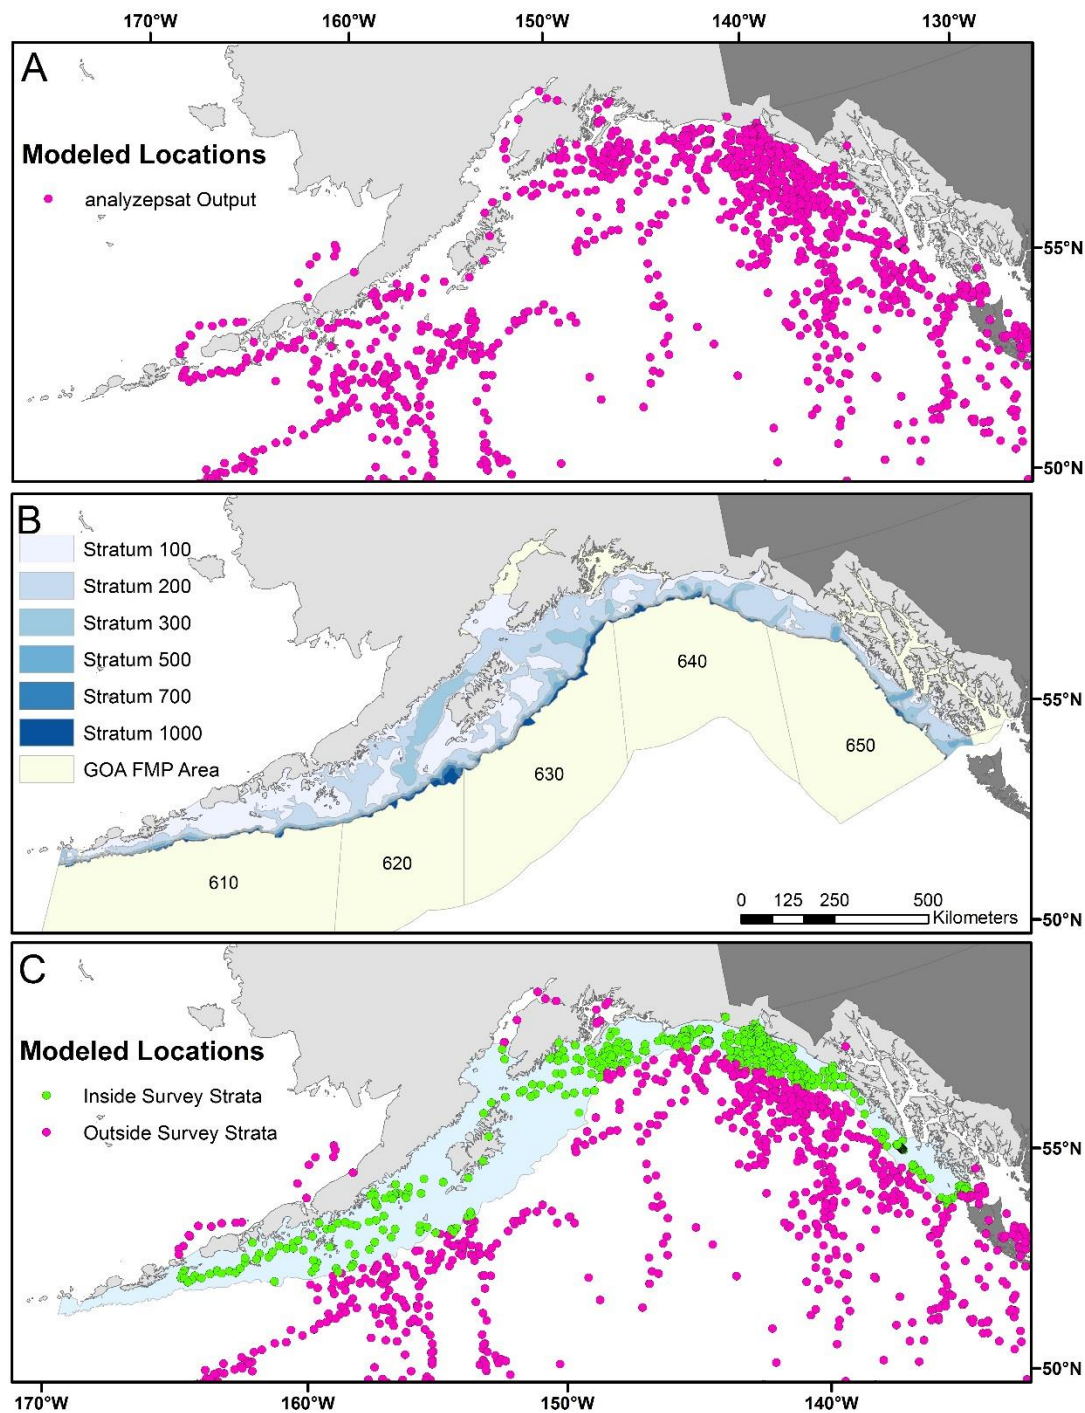 170°W 160°W 150°W 140°W 130°W
A
Modeled Locations
analyzepsat Output
55°N
50°N
B
Stratum 100
Stratum 200
Stratum 300
Stratum 500
Stratum 700
Stratum 1000
GOA FMP Area
640
650
630
620
610
0 125 250 500
Kilometers
55°N
50°N
C
Modeled Locations
Inside Survey Strata
Outside Survey Strata
55°N
50°N
170°W 160°W 150°W 140°W